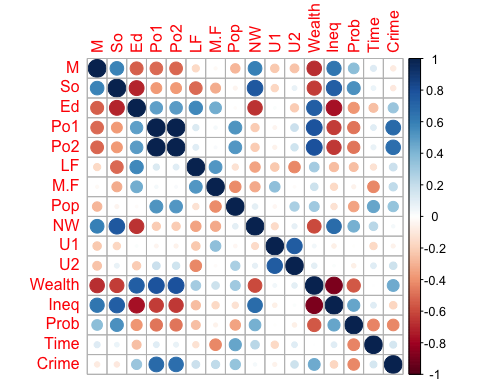 M So Ed Po1 Po2 LF M.F Pop NW U1 U2 Wealth Ineq Prob Time Crime
M
So
Ed
Po1
Po2
LF
M.F
Pop
NW
U1
U2
Wealth
Ineq
Prob
Time
Crime
1
0.8
0.6
0.4
0.2
0
-0.2
-0.4
-0.6
-0.8
-1